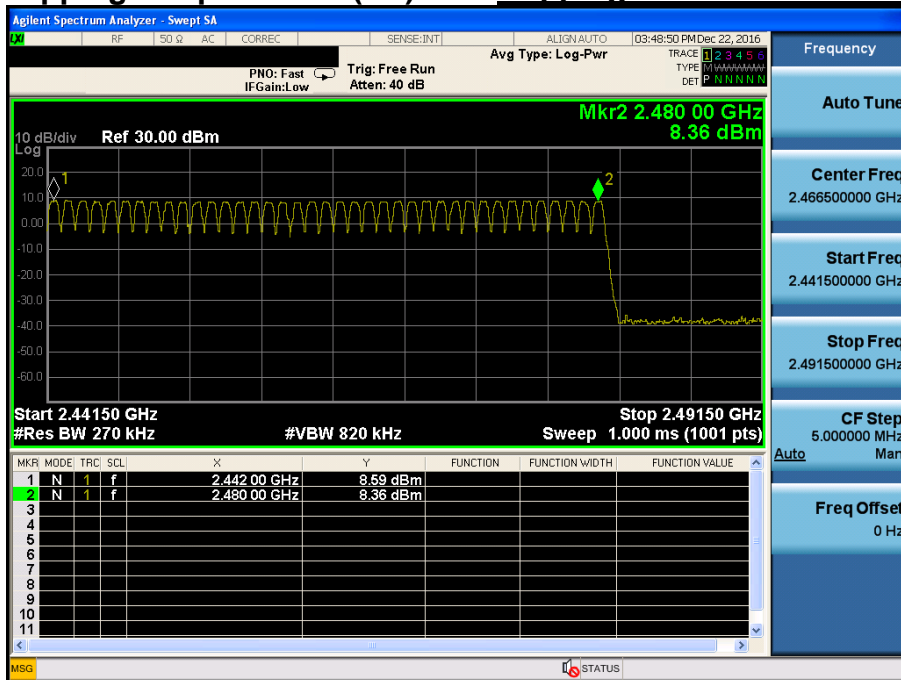 Agilent Spectrum Analyzer - Swept SA
LXI RF 50 Ω AC CORREC SENSE:INT ALIGN AUTO 03:48:50 PM Dec 22, 2016
Avg Type: Log-Pwr TRACE 1 2 3 4 5 6
PNO: Fast Trig: Free Run TYPE MWWWWW
IFGain:Low Atten: 40 dB DET P N N N N N
Mkr2 2.480 00 GHz
8.36 dBm
10 dB/div Ref 30.00 dBm
Log
20.0
10.0
0.00
-10.0
-20.0
-30.0
-40.0
-50.0
-60.0
1
2
Start 2.44150 GHz Stop 2.49150 GHz
#Res BW 270 kHz #VBW 820 kHz Sweep 1.000 ms (1001 pts)
MKR MODE TRC SCL X Y FUNCTION FUNCTION WIDTH FUNCTION VALUE
1 N 1 f 2.442 00 GHz 8.59 dBm
2 N 1 f 2.480 00 GHz 8.36 dBm
3
4
5
6
7
8
9
10
11
MSG STATUS
Frequency
Auto Tune
Center Freq
2.466500000 GHz
Start Freq
2.441500000 GHz
Stop Freq
2.491500000 GHz
CF Step
5.000000 MHz
Auto Man
Freq Offset
0 Hz